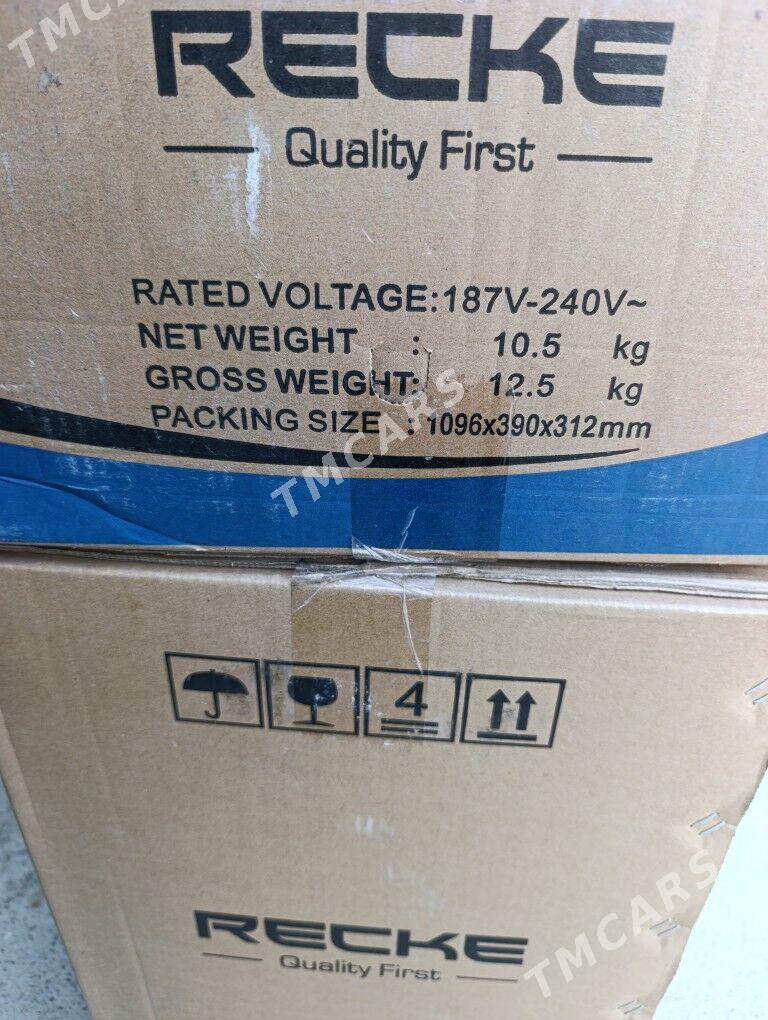 TMCARS
RECKE
Quality First
RATED VOLTAGE:187V-240V~
NET WEIGHT : 10.5 kg
GROSS WEIGHT: 12.5 kg
PACKING SIZE : 1096x390x312mm
TMCARS
4
RECKE
Quality First
TMCARS